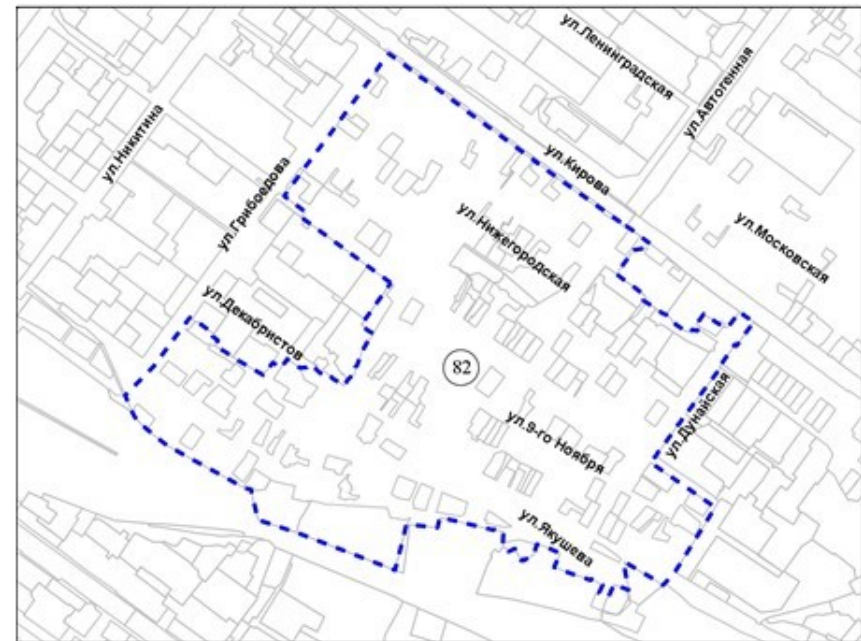 ул.Ленинградская
ул.Автогенная
ул.Никитина
ул.Кирова
ул.Грибоедова
ул.Нижегородская
ул.Московская
ул.Декабристов
82
ул.Дунайская
ул.9-го Ноября
ул.Якушева